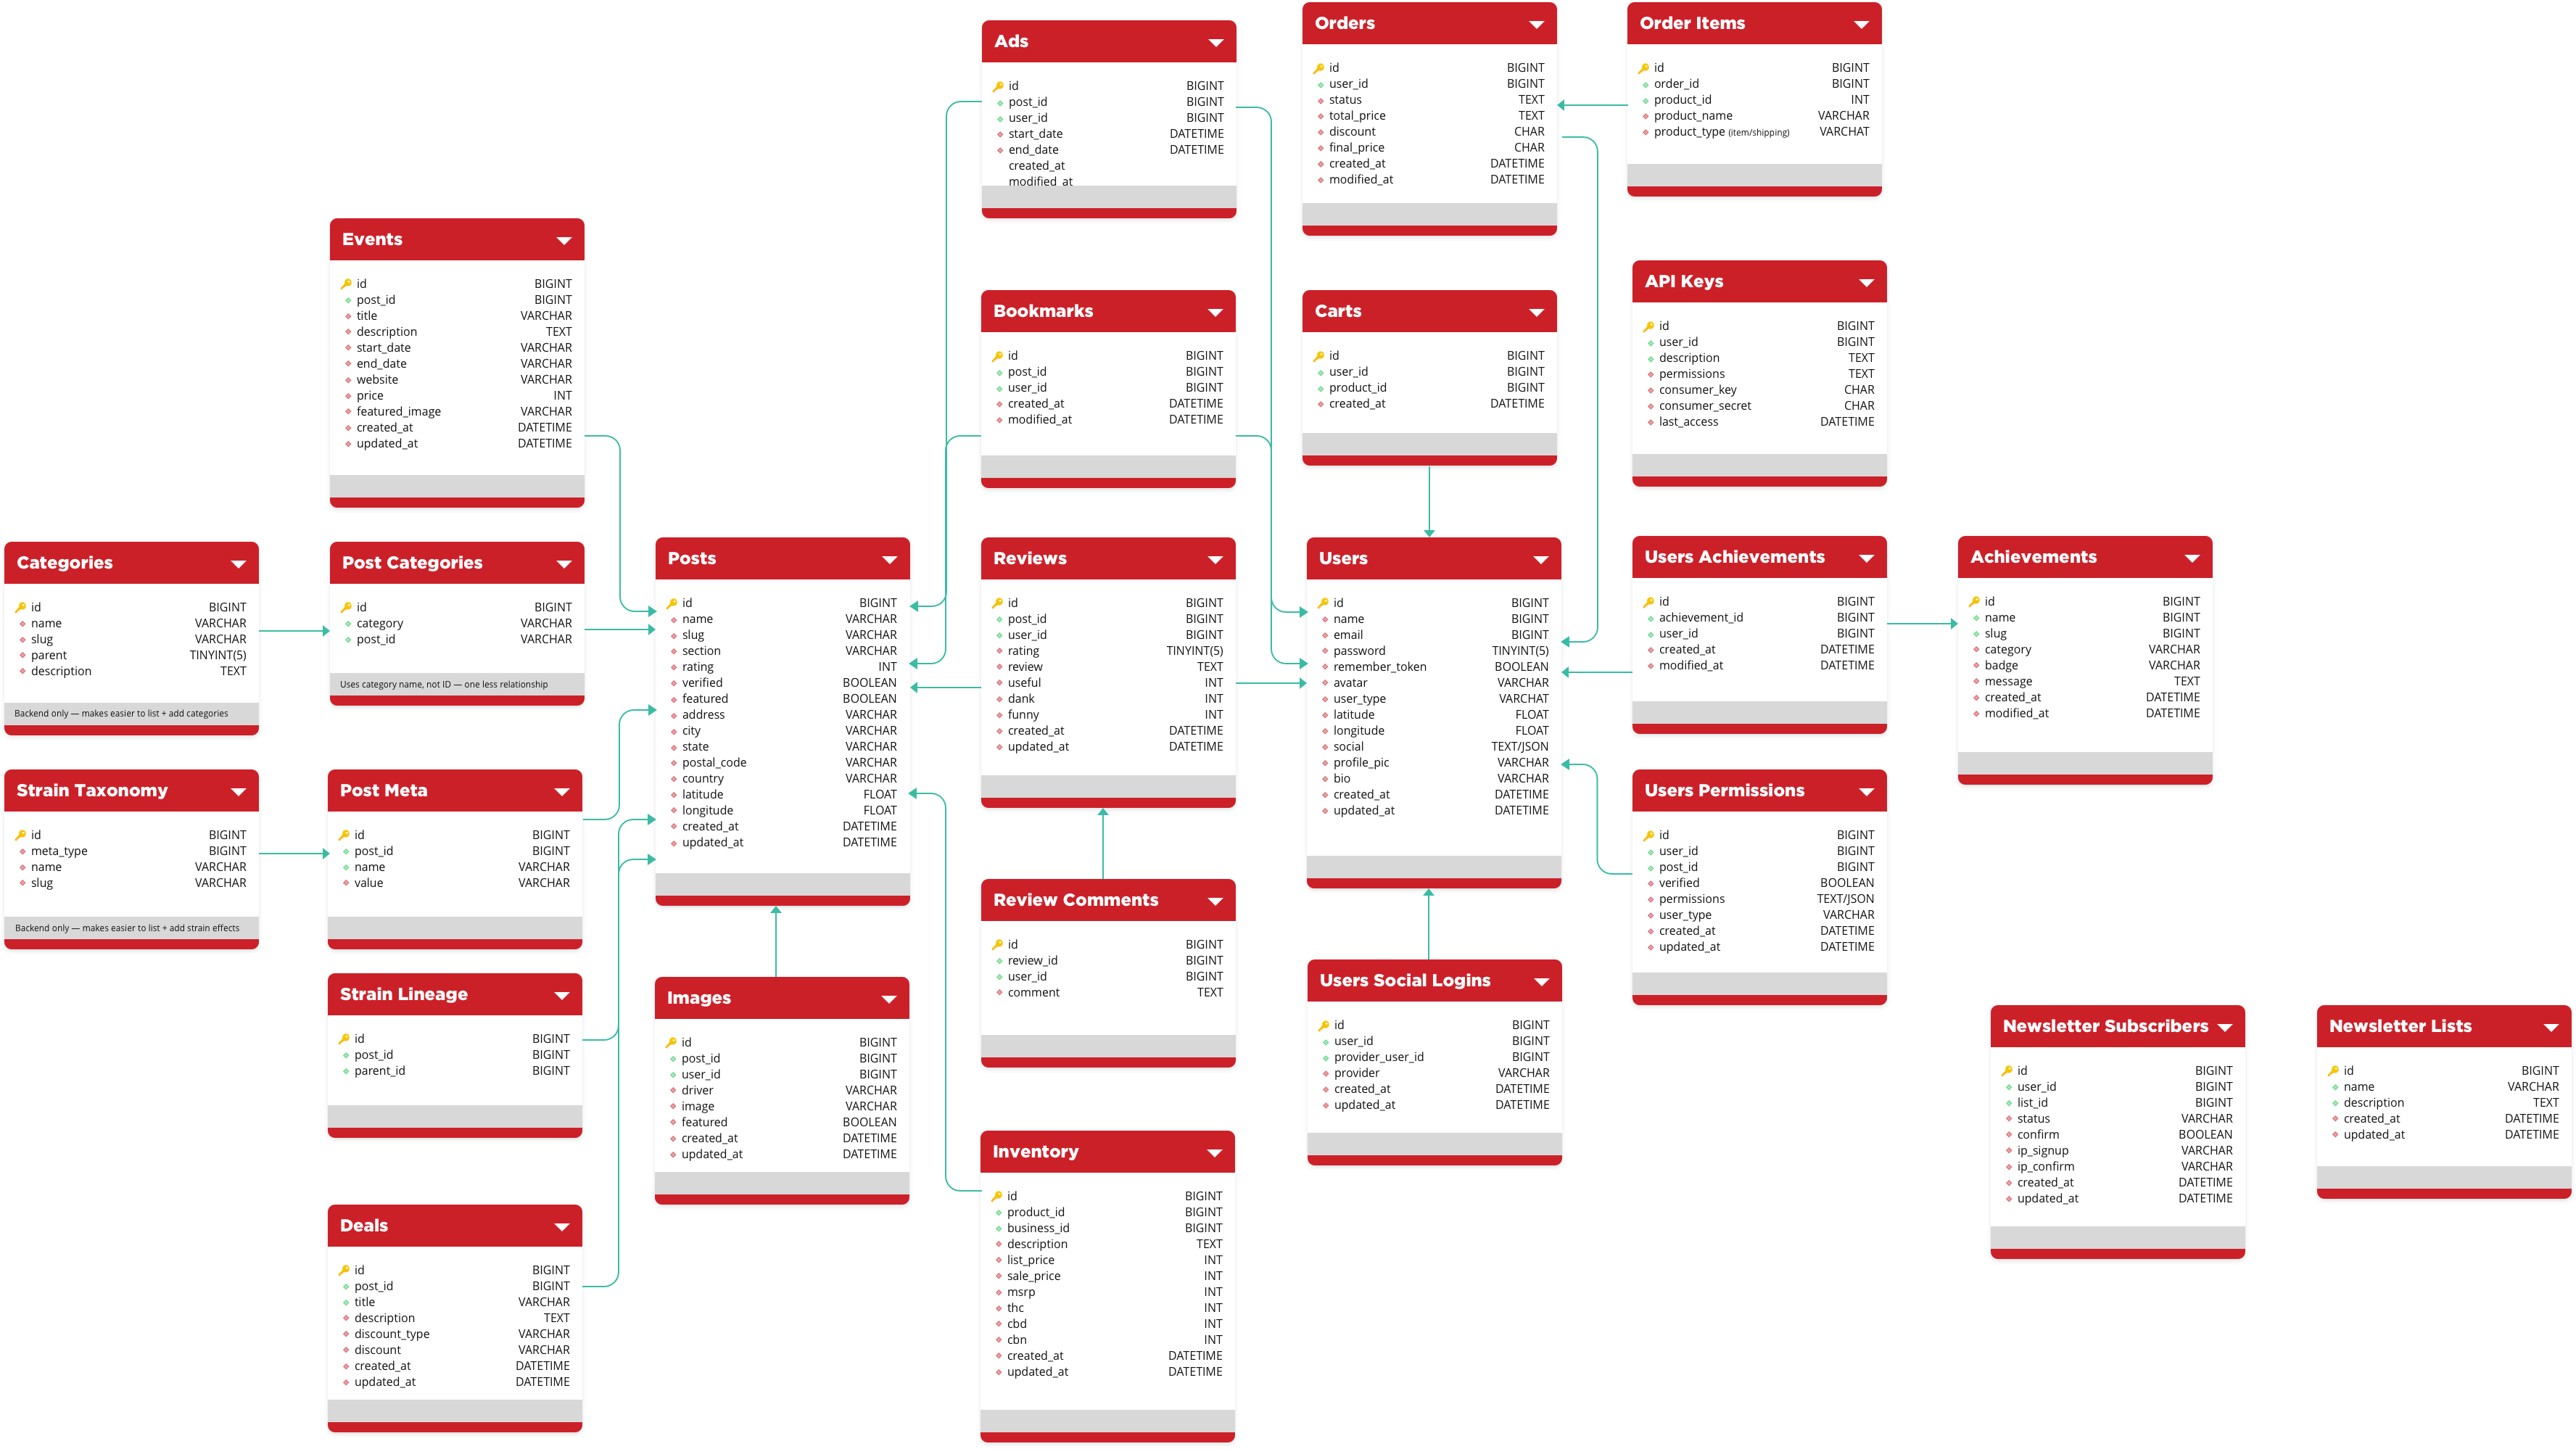 Ads
id BIGINT
post_id BIGINT
user_id BIGINT
start_date DATETIME
end_date DATETIME
created_at
modified_at
Orders
id BIGINT
user_id BIGINT
status TEXT
total_price TEXT
discount CHAR
final_price CHAR
created_at DATETIME
modified_at DATETIME
Order Items
id BIGINT
order_id BIGINT
product_id INT
product_name VARCHAR
product_type (item/shipping) VARCHAT
Events
id BIGINT
post_id BIGINT
title VARCHAR
description TEXT
start_date VARCHAR
end_date VARCHAR
website VARCHAR
price INT
featured_image VARCHAR
created_at DATETIME
updated_at DATETIME
Bookmarks
id BIGINT
post_id BIGINT
user_id BIGINT
created_at DATETIME
modified_at DATETIME
Carts
id BIGINT
user_id BIGINT
product_id BIGINT
created_at DATETIME
API Keys
id BIGINT
user_id BIGINT
description TEXT
permissions TEXT
consumer_key CHAR
consumer_secret CHAR
last_access DATETIME
Categories
id BIGINT
name VARCHAR
slug VARCHAR
parent TINYINT(5)
description TEXT
Backend only — makes easier to list + add categories
Post Categories
id BIGINT
category VARCHAR
post_id VARCHAR
Uses category name, not ID — one less relationship
Posts
id BIGINT
name VARCHAR
slug VARCHAR
section VARCHAR
rating INT
verified BOOLEAN
featured BOOLEAN
address VARCHAR
city VARCHAR
state VARCHAR
postal_code VARCHAR
country VARCHAR
latitude FLOAT
longitude FLOAT
created_at DATETIME
updated_at DATETIME
Reviews
id BIGINT
post_id BIGINT
user_id BIGINT
rating TINYINT(5)
review TEXT
useful INT
dank INT
funny INT
created_at DATETIME
updated_at DATETIME
Users
id BIGINT
name BIGINT
email BIGINT
password TINYINT(5)
remember_token BOOLEAN
avatar VARCHAR
user_type VARCHAT
latitude FLOAT
longitude FLOAT
social TEXT/JSON
profile_pic VARCHAR
bio VARCHAR
created_at DATETIME
updated_at DATETIME
Users Achievements
id BIGINT
achievement_id BIGINT
user_id BIGINT
created_at DATETIME
modified_at DATETIME
Achievements
id BIGINT
name BIGINT
slug BIGINT
category VARCHAR
badge VARCHAR
message TEXT
created_at DATETIME
modified_at DATETIME
Strain Taxonomy
id BIGINT
meta_type BIGINT
name VARCHAR
slug VARCHAR
Backend only — makes easier to list + add strain effects
Post Meta
id BIGINT
post_id BIGINT
name VARCHAR
value VARCHAR
Users Permissions
id BIGINT
user_id BIGINT
post_id BIGINT
verified BOOLEAN
permissions TEXT/JSON
user_type VARCHAR
created_at DATETIME
updated_at DATETIME
Review Comments
id BIGINT
review_id BIGINT
user_id BIGINT
comment TEXT
Strain Lineage
id BIGINT
post_id BIGINT
parent_id BIGINT
Images
id BIGINT
post_id BIGINT
user_id BIGINT
driver VARCHAR
image VARCHAR
featured BOOLEAN
created_at DATETIME
updated_at DATETIME
Users Social Logins
id BIGINT
user_id BIGINT
provider_user_id BIGINT
provider VARCHAR
created_at DATETIME
updated_at DATETIME
Newsletter Subscribers
id BIGINT
user_id BIGINT
list_id BIGINT
status VARCHAR
confirm BOOLEAN
ip_signup VARCHAR
ip_confirm VARCHAR
created_at DATETIME
updated_at DATETIME
Newsletter Lists
id BIGINT
name VARCHAR
description TEXT
created_at DATETIME
updated_at DATETIME
Inventory
id BIGINT
product_id BIGINT
business_id BIGINT
description TEXT
list_price INT
sale_price INT
msrp INT
thc INT
cbd INT
cbn INT
created_at DATETIME
updated_at DATETIME
Deals
id BIGINT
post_id BIGINT
title VARCHAR
description TEXT
discount_type VARCHAR
discount VARCHAR
created_at DATETIME
updated_at DATETIME